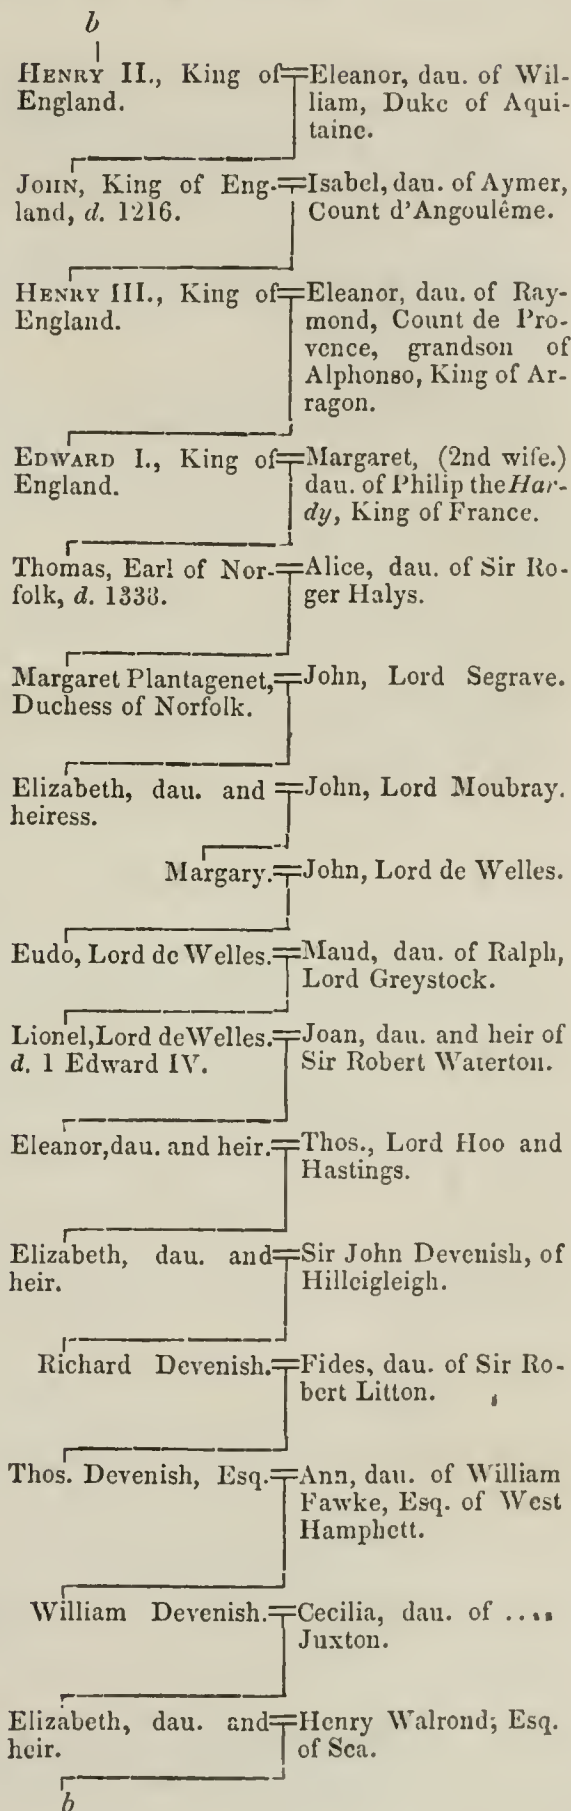 b
HENRY II., King of England.=Eleanor, dau. of William, Duke of Aquitaine.
JOHN, King of England, d. 1216.=Isabel, dau. of Aymer, Count d'Angoulême.
HENRY III., King of England.=Eleanor, dau. of Raymond, Count de Provence, grandson of Alphonso, King of Arragon.
EDWARD I., King of England.=Margaret, (2nd wife.) dau. of Philip the Hardy, King of France.
Thomas, Earl of Norfolk, d. 1338.=Alice, dau. of Sir Roger Halys.
Margaret Plantagenet, Duchess of Norfolk.=John, Lord Segrave.
Elizabeth, dau. and heiress.=John, Lord Moubray.
Margary.=John, Lord de Welles.
Eudo, Lord de Welles.=Maud, dau. of Ralph, Lord Greystock.
Lionel, Lord de Welles. d. 1 Edward IV.=Joan, dau. and heir of Sir Robert Waterton.
Eleanor, dau. and heir.=Thos., Lord Hoo and Hastings.
Elizabeth, dau. and heir.=Sir John Devenish, of Hilleigleigh.
Richard Devenish.=Fides, dau. of Sir Robert Litton.
Thos. Devenish, Esq.=Ann, dau. of William Fawke, Esq. of West Hamphett.
William Devenish.=Cecilia, dau. of .... Juxton.
Elizabeth, dau. and heir.=Henry Walrond; Esq. of Sea.
b